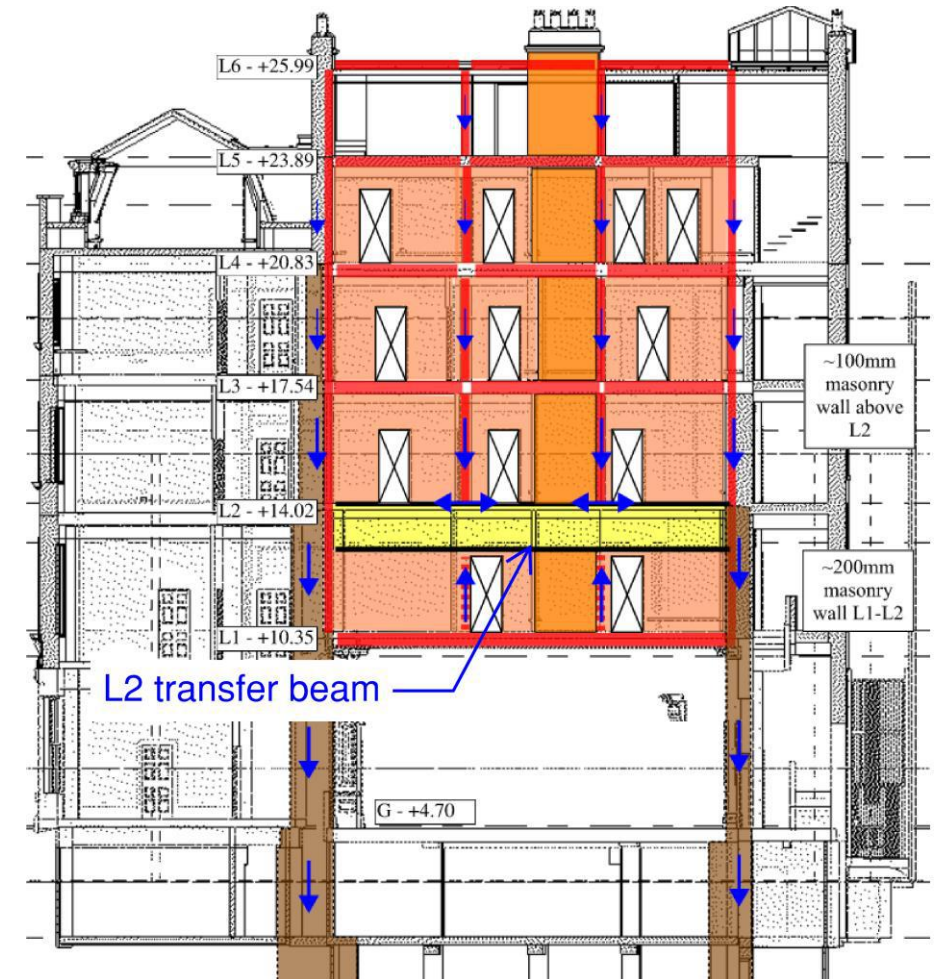 L6 - +25.99
L5 - +23.89
L4 - +20.83
~100mm
masonry
wall above
L2
L3 - +17.54
L2 - +14.02
~200mm
masonry
wall L1-L2
L1 - +10.35
L2 transfer beam
G - +4.70